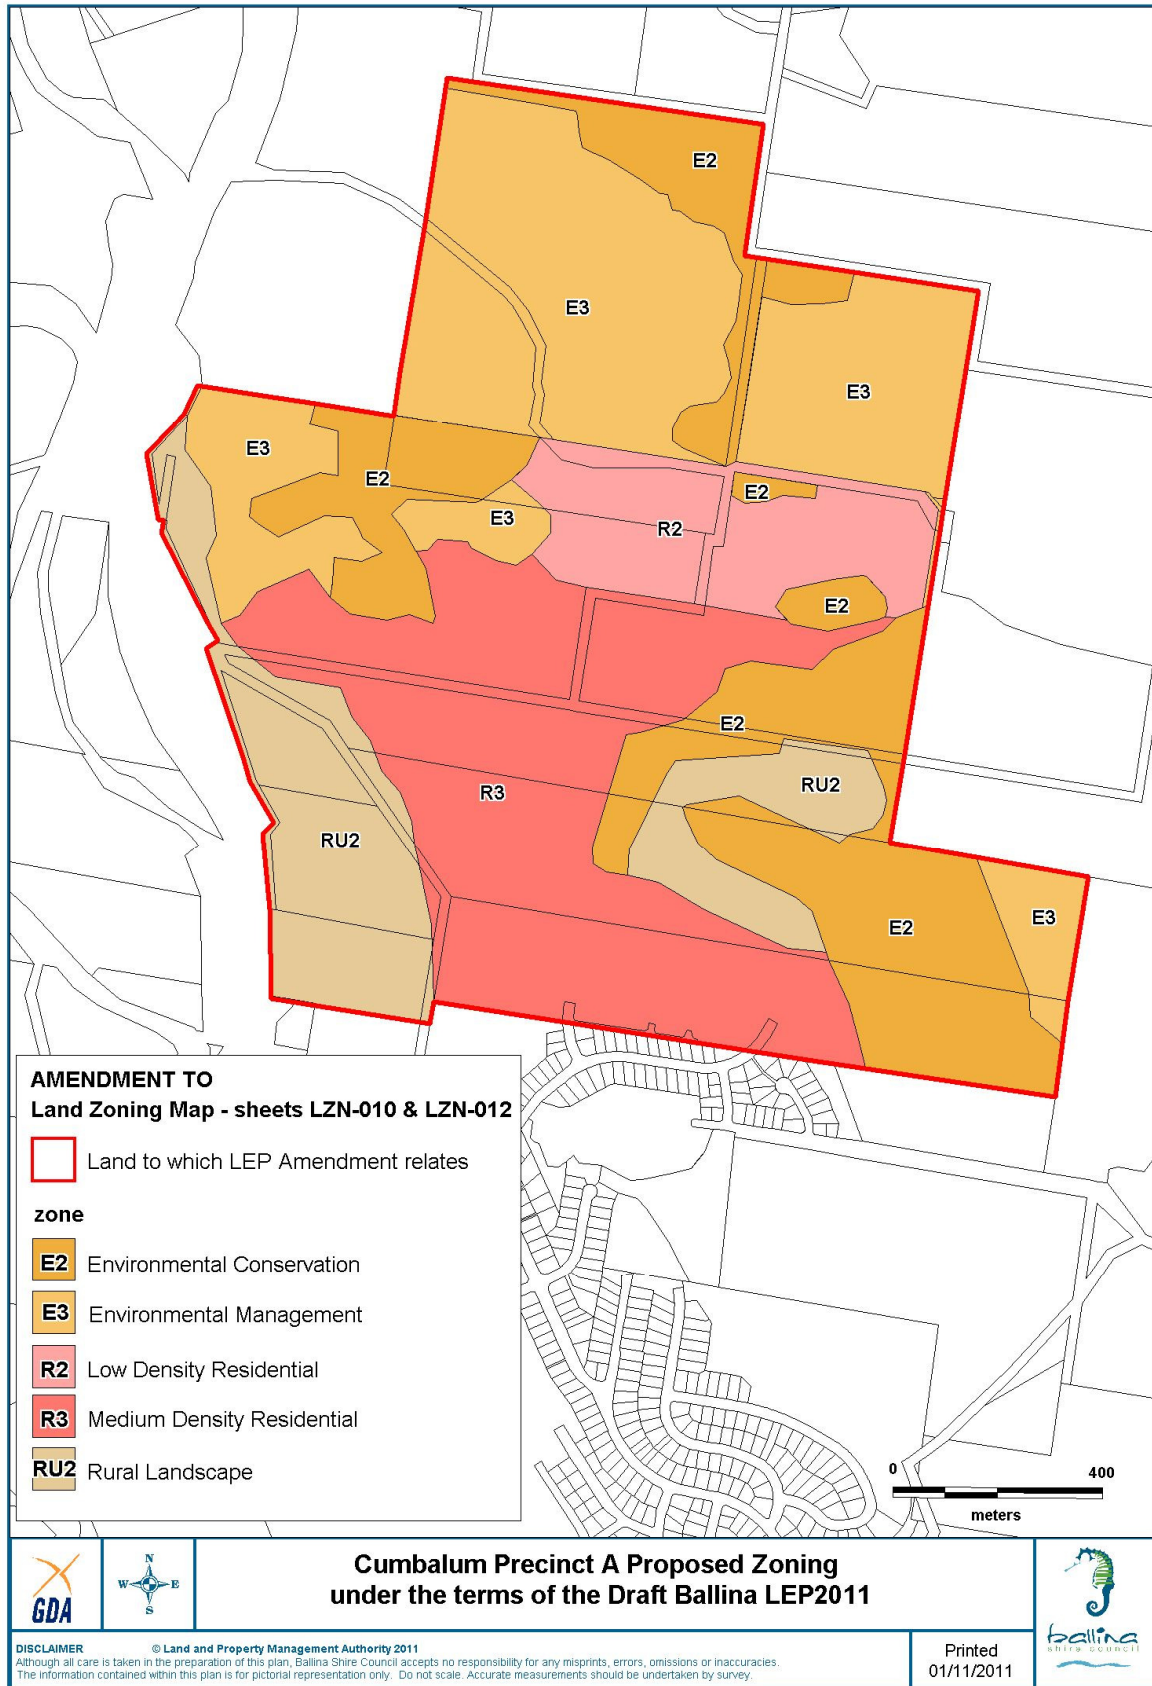 E2
E3
E3
E3
E2
E3
E2
R2
E2
E2
RU2
R3
RU2
E3
E2
AMENDMENT TO
Land Zoning Map - sheets LZN-010 & LZN-012
Land to which LEP Amendment relates
zone
E2 Environmental Conservation
E3 Environmental Management
R2 Low Density Residential
R3 Medium Density Residential
RU2 Rural Landscape
0 400
meters
GDA
N
W E
S
Cumbalum Precinct A Proposed Zoning
under the terms of the Draft Ballina LEP2011
ballina
shire council
DISCLAIMER © Land and Property Management Authority 2011
Although all care is taken in the preparation of this plan, Ballina Shire Council accepts no responsibility for any misprints, errors, omissions or inaccuracies.
The information contained within this plan is for pictorial representation only. Do not scale. Accurate measurements should be undertaken by survey.
Printed
01/11/2011